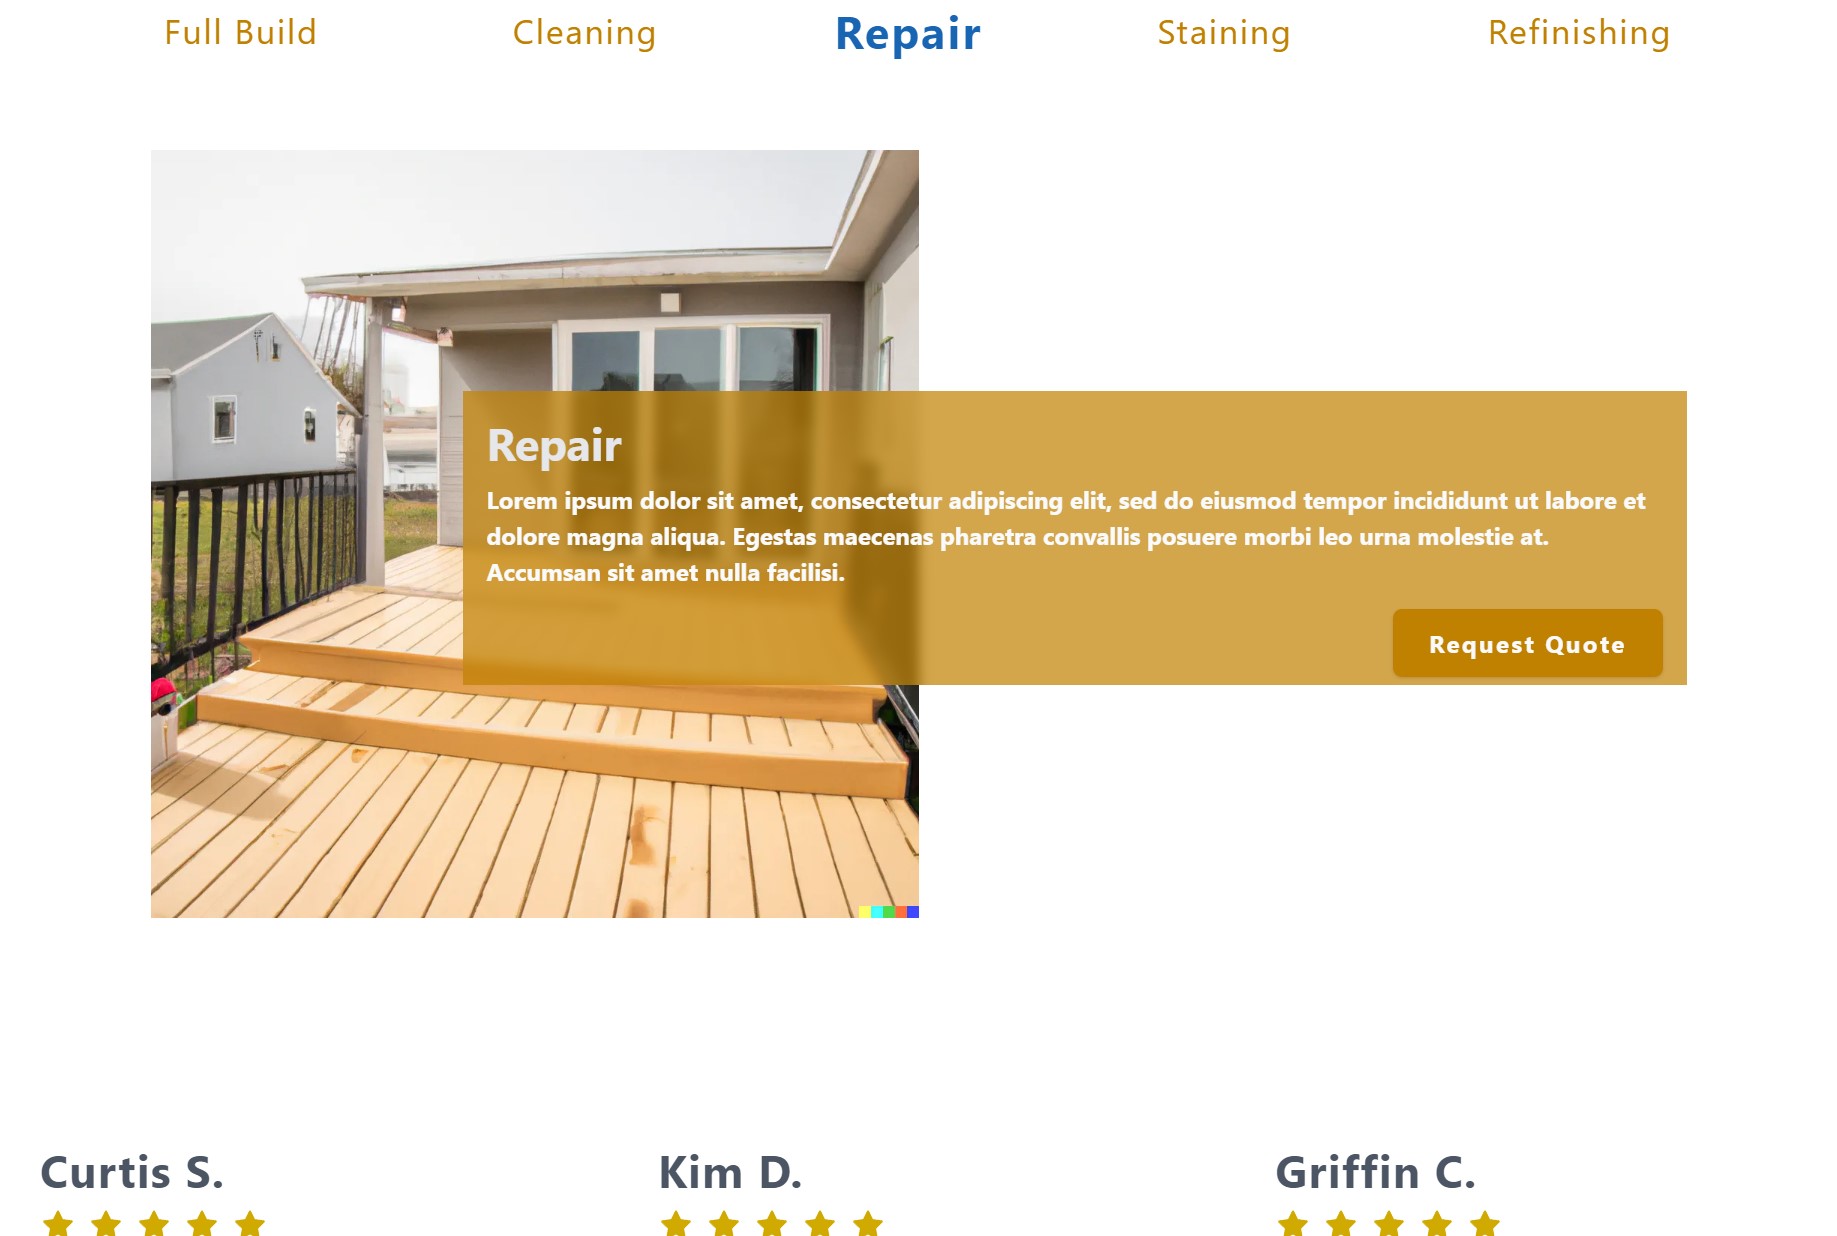 Full Build Cleaning Repair Staining Refinishing
Repair
Lorem ipsum dolor sit amet, consectetur adipiscing elit, sed do eiusmod tempor incididunt ut labore et
dolore magna aliqua. Egestas maecenas pharetra convallis posuere morbi leo urna molestie at.
Accumsan sit amet nulla facilisi.
Request Quote
Curtis S. Kim D. Griffin C.